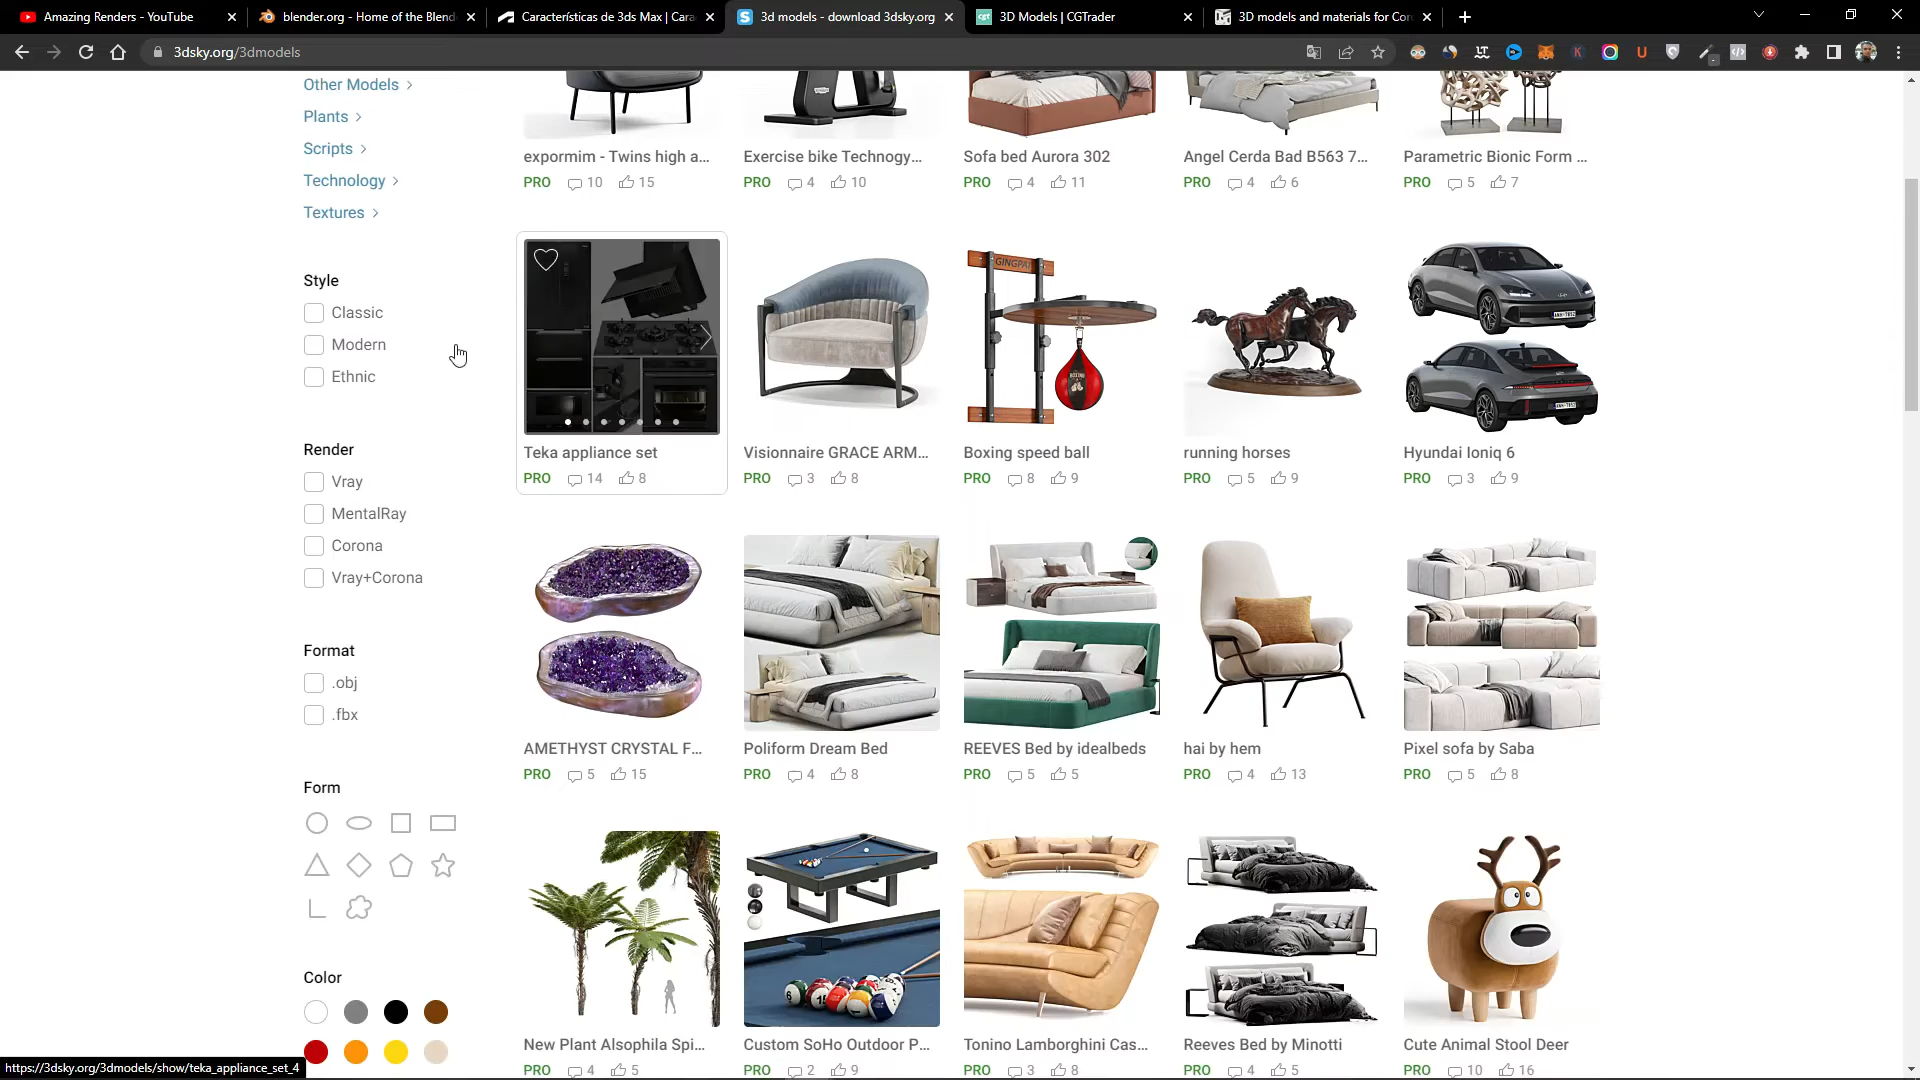 Amazing Renders - YouTube
blender.org - Home of the Blend
Características de 3ds Max | Cara
3d models - download 3dsky.org
3D Models | CGTrader
3D models and materials for Cor
3dsky.org/3dmodels
Other Models
Plants
Scripts
Technology
Textures
Style
Classic
Modern
Ethnic
Render
Vray
MentalRay
Corona
Vray+Corona
Format
.obj
.fbx
Form
Color
expormim - Twins high a...
PRO 10 15
Exercise bike Technogy...
PRO 4 10
Sofa bed Aurora 302
PRO 4 11
Angel Cerda Bad B563 7...
PRO 4 6
Parametric Bionic Form ...
PRO 5 7
Teka appliance set
PRO 14 8
Visionnaire GRACE ARM...
PRO 3 8
Boxing speed ball
PRO 8 9
running horses
PRO 5 9
Hyundai Ioniq 6
PRO 3 9
AMETHYST CRYSTAL F...
PRO 5 15
Poliform Dream Bed
PRO 4 8
REEVES Bed by idealbeds
PRO 5 5
hai by hem
PRO 4 13
Pixel sofa by Saba
PRO 5 8
New Plant Alsophila Spi...
PRO 4 5
Custom SoHo Outdoor P...
PRO 2 9
Tonino Lamborghini Cas...
PRO 3 8
Reeves Bed by Minotti
PRO 4 5
Cute Animal Stool Deer
PRO 10 16
https://3dsky.org/3dmodels/show/teka_appliance_set_4